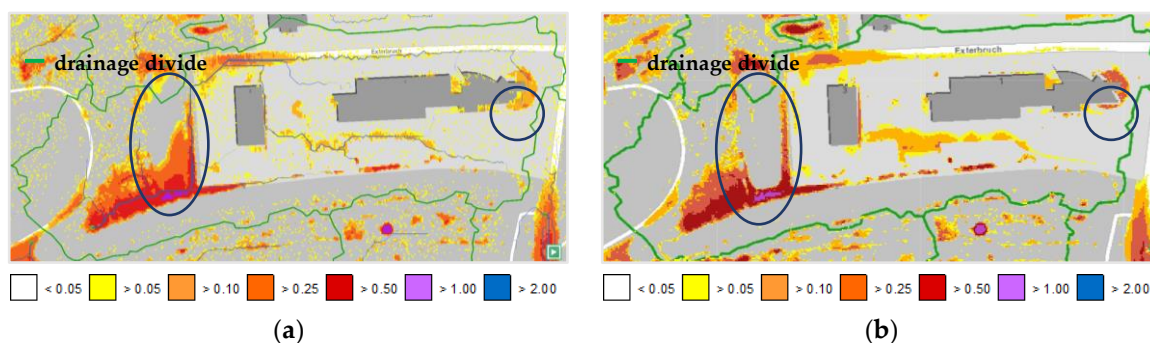 Exterbruch
drainage divide
< 0.05 > 0.05 > 0.10 > 0.25 > 0.50 > 1.00 > 2.00
(a)
Exterbruch
drainage divide
< 0.05 > 0.05 > 0.10 > 0.25 > 0.50 > 1.00 > 2.00
(b)